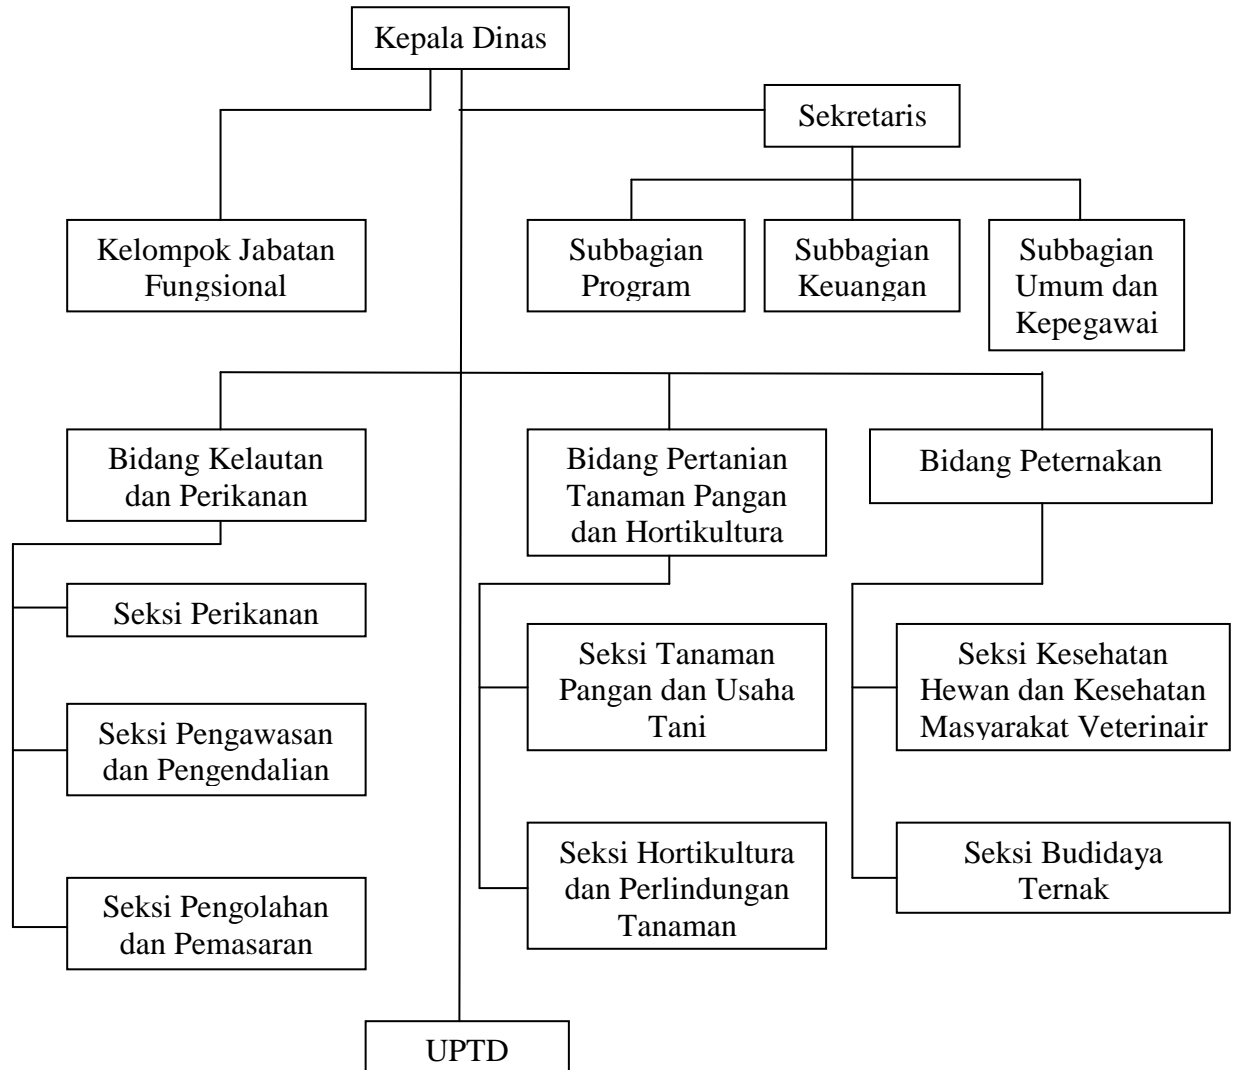 Kepala Dinas
Sekretaris
Kelompok Jabatan
Fungsional
Subbagian
Program
Subbagian
Keuangan
Subbagian
Umum dan
Kepegawai
Bidang Kelautan
dan Perikanan
Bidang Pertanian
Tanaman Pangan
dan Hortikultura
Bidang Peternakan
Seksi Perikanan
Seksi Pengawasan
dan Pengendalian
Seksi Pengolahan
dan Pemasaran
Seksi Tanaman
Pangan dan Usaha
Tani
Seksi Hortikultura
dan Perlindungan
Tanaman
Seksi Kesehatan
Hewan dan Kesehatan
Masyarakat Veterinair
Seksi Budidaya
Ternak
UPTD